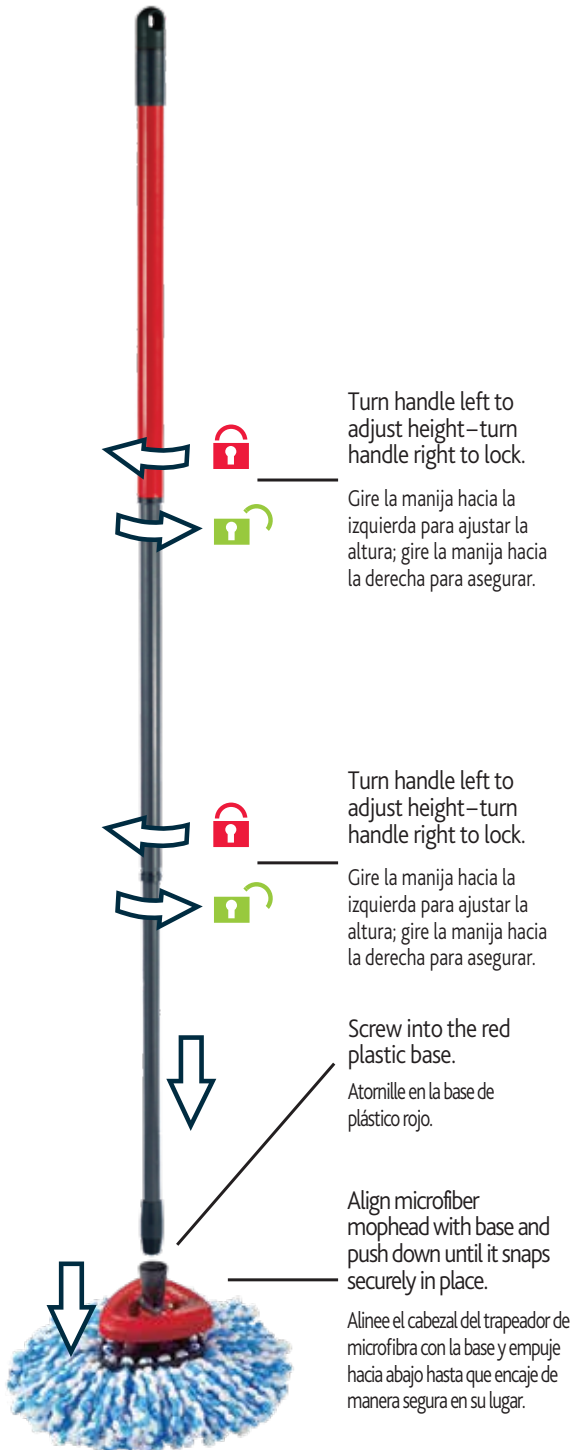 Turn handle left to
adjust height–turn
handle right to lock.
Gire la manija hacia la
izquierda para ajustar la
altura; gire la manija hacia
la derecha para asegurar.
Turn handle left to
adjust height–turn
handle right to lock.
Gire la manija hacia la
izquierda para ajustar la
altura; gire la manija hacia
la derecha para asegurar.
Screw into the red
plastic base.
Atornille en la base de
plástico rojo.
Align microfiber
mophead with base and
push down until it snaps
securely in place.
Alinee el cabezal del trapeador de
microfibra con la base y empuje
hacia abajo hasta que encaje de
manera segura en su lugar.